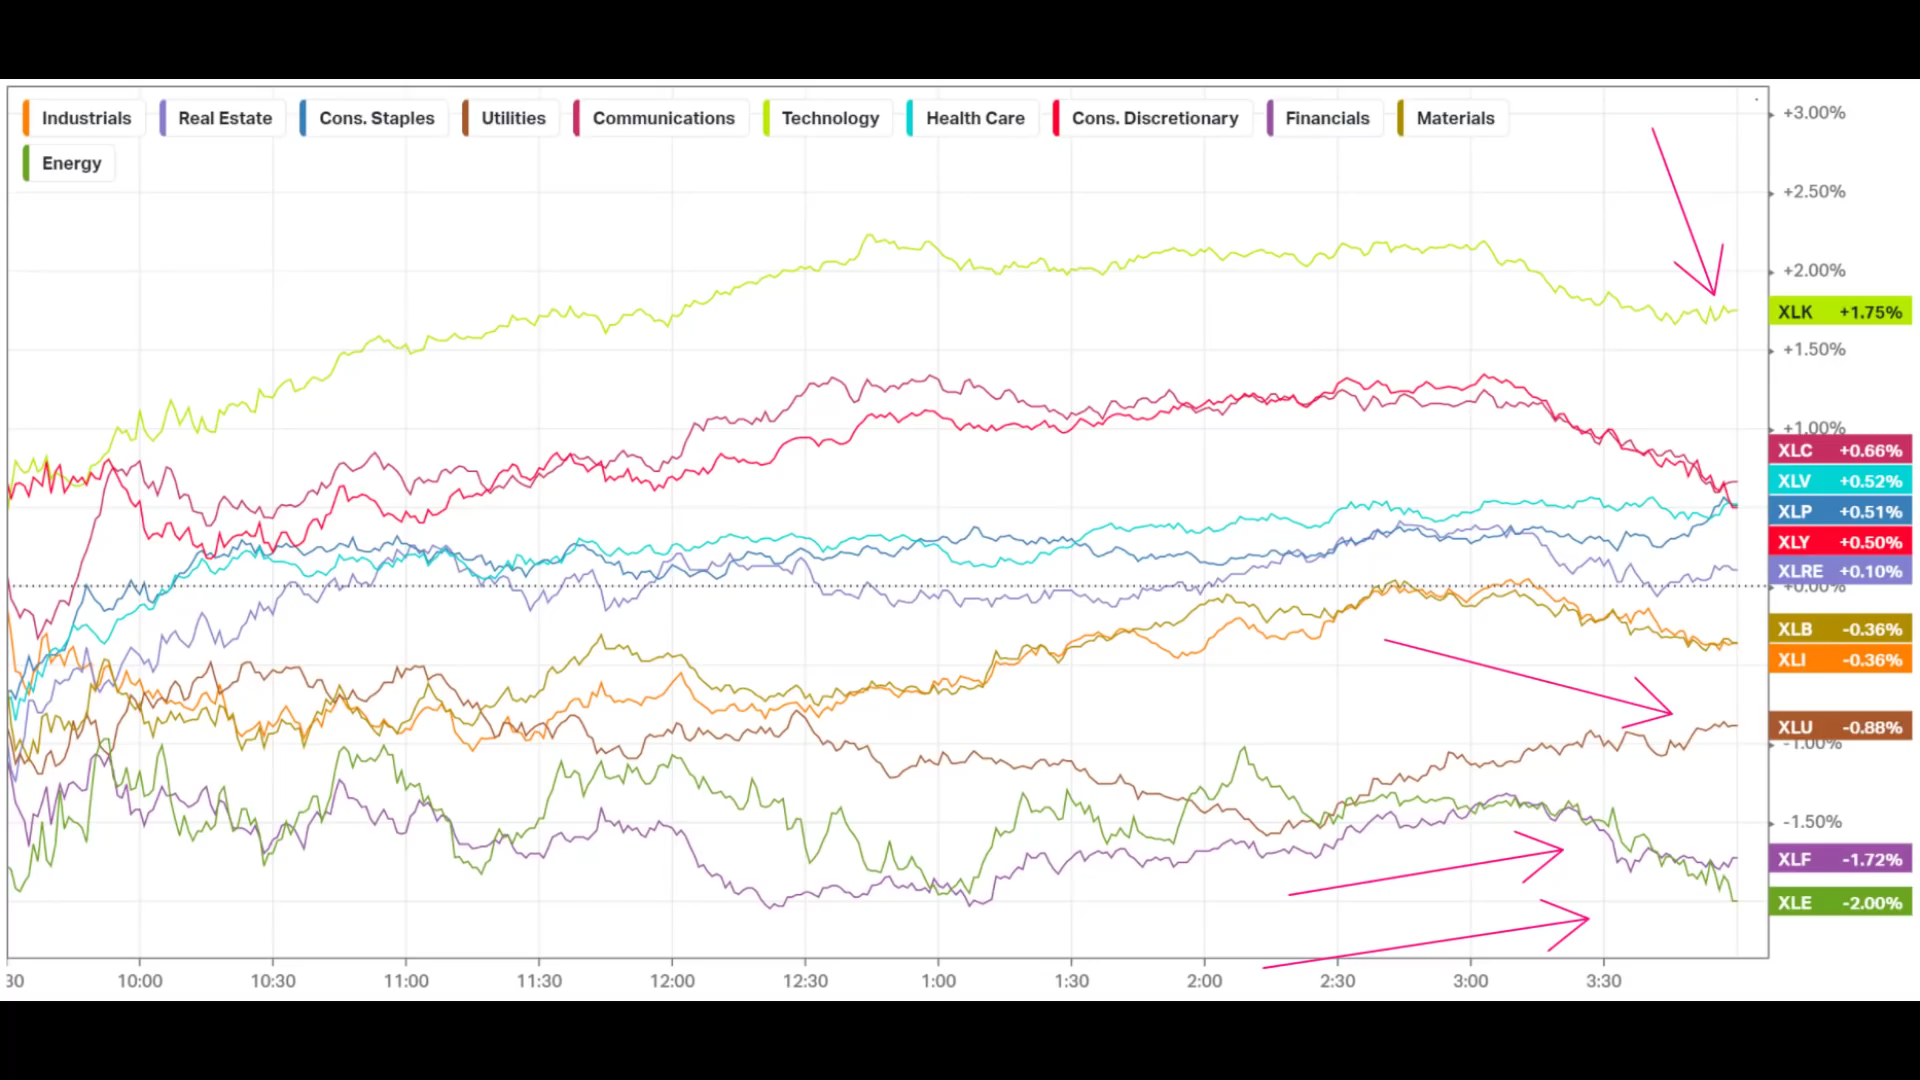 Industrials Real Estate Cons. Staples Utilities Communications Technology Health Care Cons. Discretionary Financials Materials
Energy
+3.00%
+2.50%
+2.00%
XLK +1.75%
+1.50%
+1.00%
XLC +0.66%
XLV +0.52%
XLP +0.51%
XLY +0.50%
XLRE +0.10%
+0.00%
XLB -0.36%
XLI -0.36%
XLU -0.88%
-1.00%
-1.50%
XLF -1.72%
XLE -2.00%
30 10:00 10:30 11:00 11:30 12:00 12:30 1:00 1:30 2:00 2:30 3:00 3:30